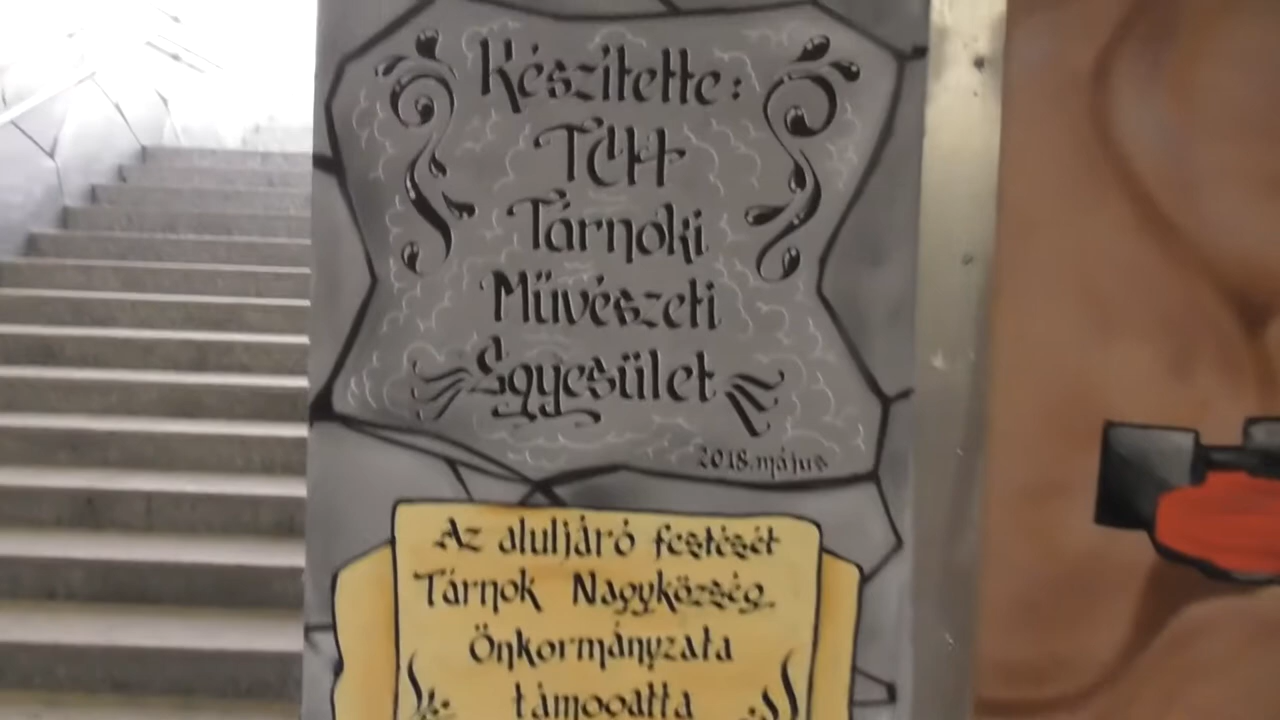 Készítette:
TCH
Tárnoki
Művészeti
Egyesület
2018.május
Az aluljáró festését
Tárnok Nagyközség
Önkormányzata
támogatta